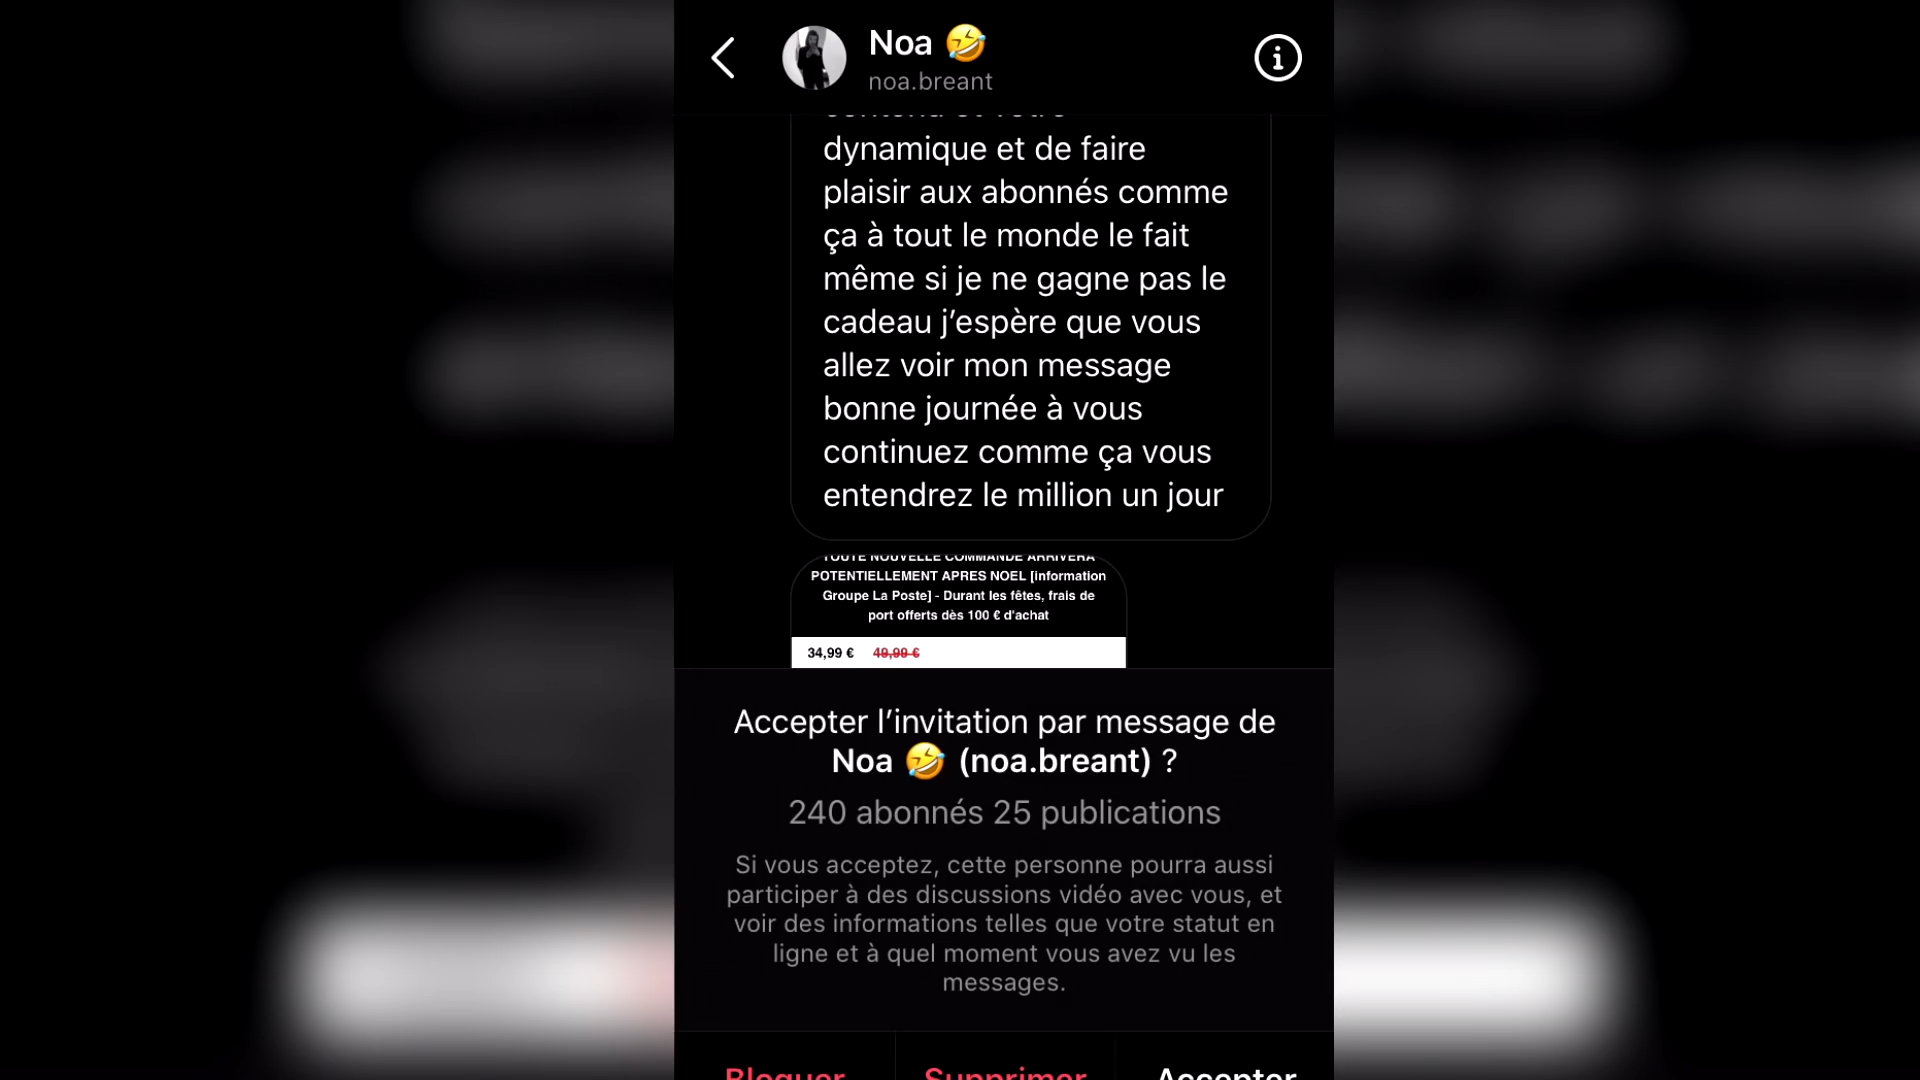 Noa 🤣
noa.breant
dynamique et de faire
plaisir aux abonnés comme
ça à tout le monde le fait
même si je ne gagne pas le
cadeau j’espère que vous
allez voir mon message
bonne journée à vous
continuez comme ça vous
entendrez le million un jour
TOUTE NOUVELLE COMMANDE ARRIVERA
POTENTIELLEMENT APRES NOEL [information
Groupe La Poste] - Durant les fêtes, frais de
port offerts dès 100 € d'achat
34,99 € 49,99 €
Accepter l’invitation par message de
Noa 🤣 (noa.breant) ?
240 abonnés 25 publications
Si vous acceptez, cette personne pourra aussi
participer à des discussions vidéo avec vous, et
voir des informations telles que votre statut en
ligne et à quel moment vous avez vu les
messages.
Bloquer Supprimer Accepter